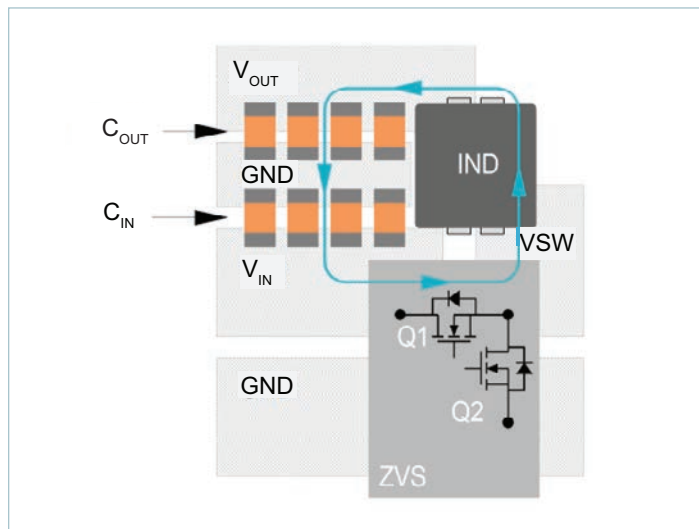 VOUT
COUT
IND
GND
CIN
VSW
VIN
Q1
GND
Q2
ZVS